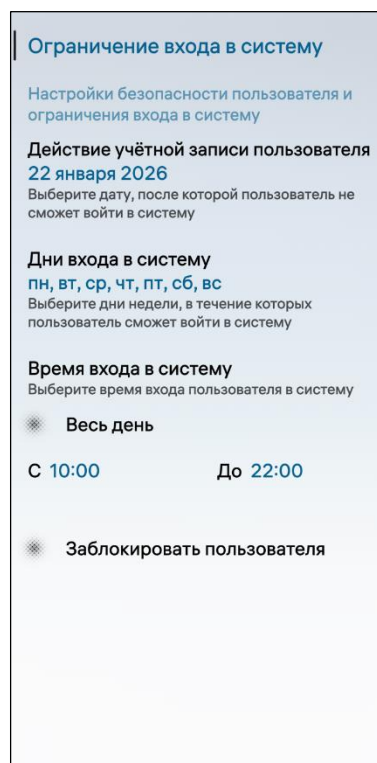 Ограничение входа в систему
Настройки безопасности пользователя и
ограничения входа в систему
Действие учётной записи пользователя
22 января 2026
Выберите дату, после которой пользователь не
сможет войти в систему
Дни входа в систему
пн, вт, ср, чт, пт, сб, вс
Выберите дни недели, в течение которых
пользователь сможет войти в систему
Время входа в систему
Выберите время входа пользователя в систему
Весь день
С 10:00 До 22:00
Заблокировать пользователя